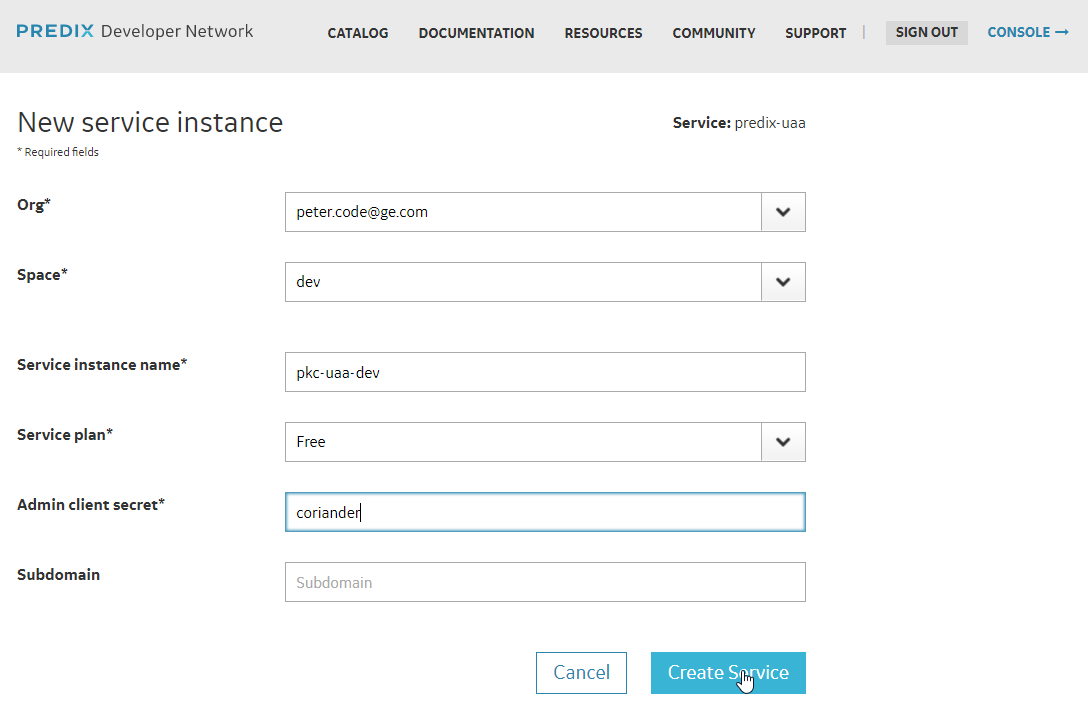 PREDIX Developer Network CATALOG DOCUMENTATION RESOURCES COMMUNITY SUPPORT | SIGN OUT CONSOLE →
New service instance Service: predix-uaa
* Required fields
Org* peter.code@ge.com
Space* dev
Service instance name* pkc-uaa-dev
Service plan* Free
Admin client secret* coriander
Subdomain Subdomain
Cancel Create Service